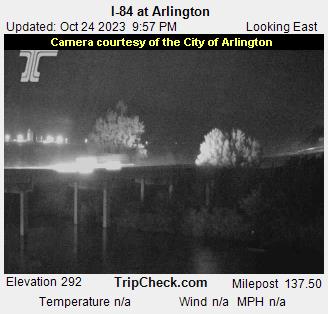 I-84 at Arlington
Updated: Oct 24 2023 9:57 PM Looking East
Camera courtesy of the City of Arlington
Elevation 292 TripCheck.com Milepost 137.50
Temperature n/a Wind n/a MPH n/a